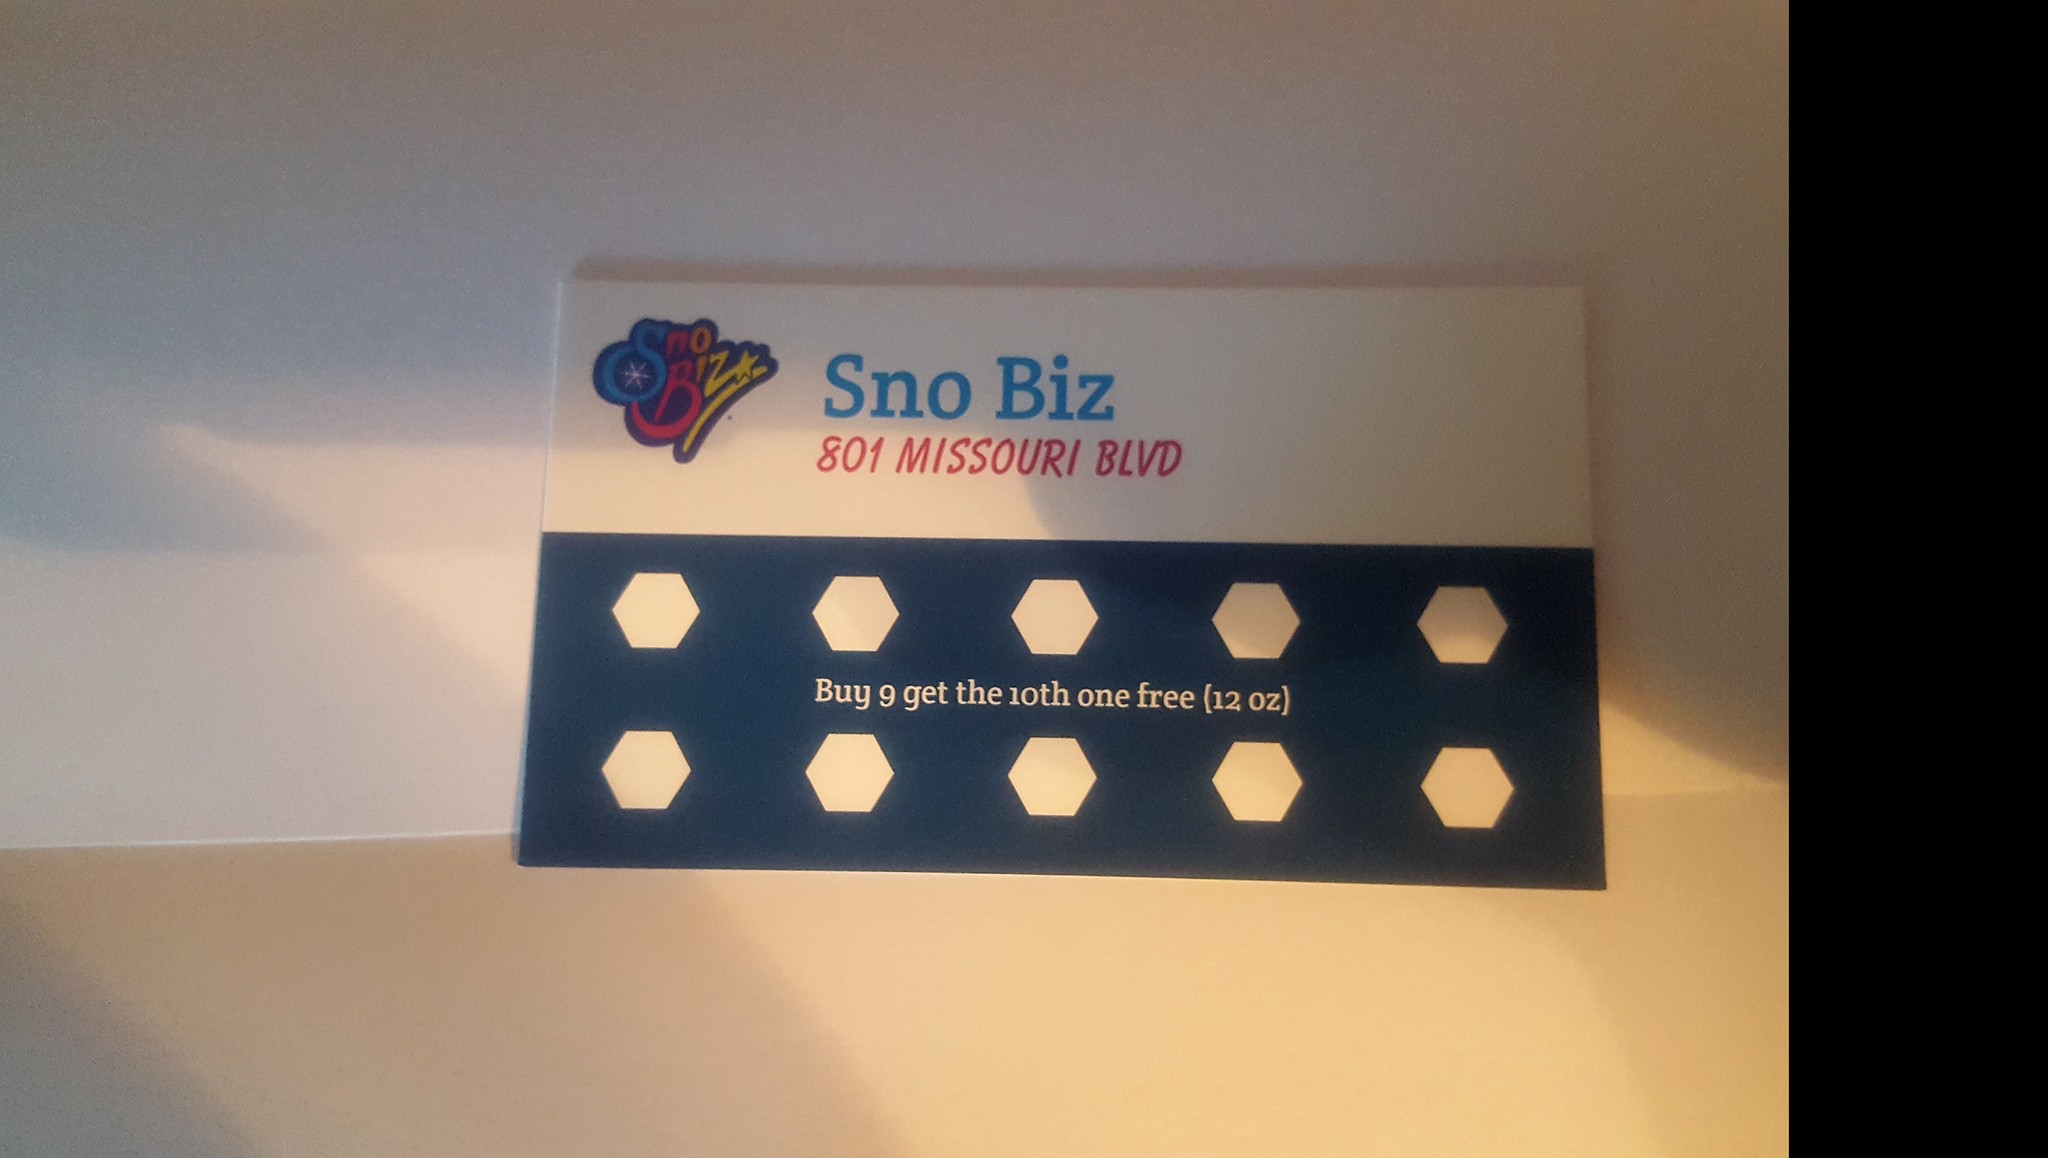 Sno
Biz
Sno Biz
801 MISSOURI BLVD
Buy 9 get the 10th one free (12 oz)